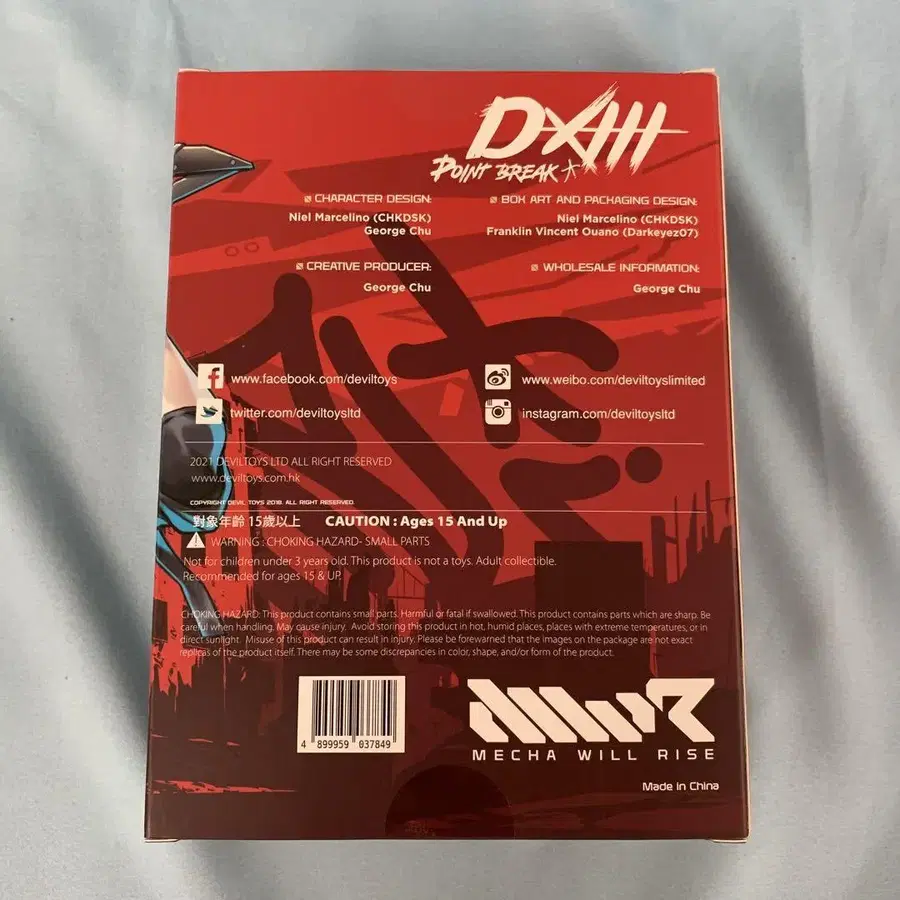 DXIII
POINT BREAK
CHARACTER DESIGN:
Niel Marcelino (CHKDSK)
George Chu
BOX ART AND PACKAGING DESIGN:
Niel Marcelino (CHKDSK)
Franklin Vincent Ouano (Darkeyez07)
CREATIVE PRODUCER:
George Chu
WHOLESALE INFORMATION:
George Chu
www.facebook.com/deviltoys
www.weibo.com/deviltoyslimited
twitter.com/deviltoysltd
instagram.com/deviltoysltd
2021 DEVILTOYS LTD ALL RIGHT RESERVED
www.deviltoys.com.hk
COPYRIGHT DEVIL TOYS 2018. ALL RIGHT RESERVED.
對象年齡 15歲以上 CAUTION : Ages 15 And Up
WARNING : CHOKING HAZARD- SMALL PARTS
Not for children under 3 years old. This product is not a toys. Adult collectible.
Recommended for ages 15 & UP.
CHOKING HAZARD: This product contains small parts. Harmful or fatal if swallowed. This product contains parts which are sharp. Be
careful when handling. May cause injury. Avoid storing this product in hot, humid places, places with extreme temperatures, or in
direct sunlight. Misuse of this product can result in injury. Please be forewarned that the images on the package are not exact
replicas of the product itself. There may be some discrepancies in color, shape, and/or form of the product.
4 899959 037849
MWR
MECHA WILL RISE
Made in China